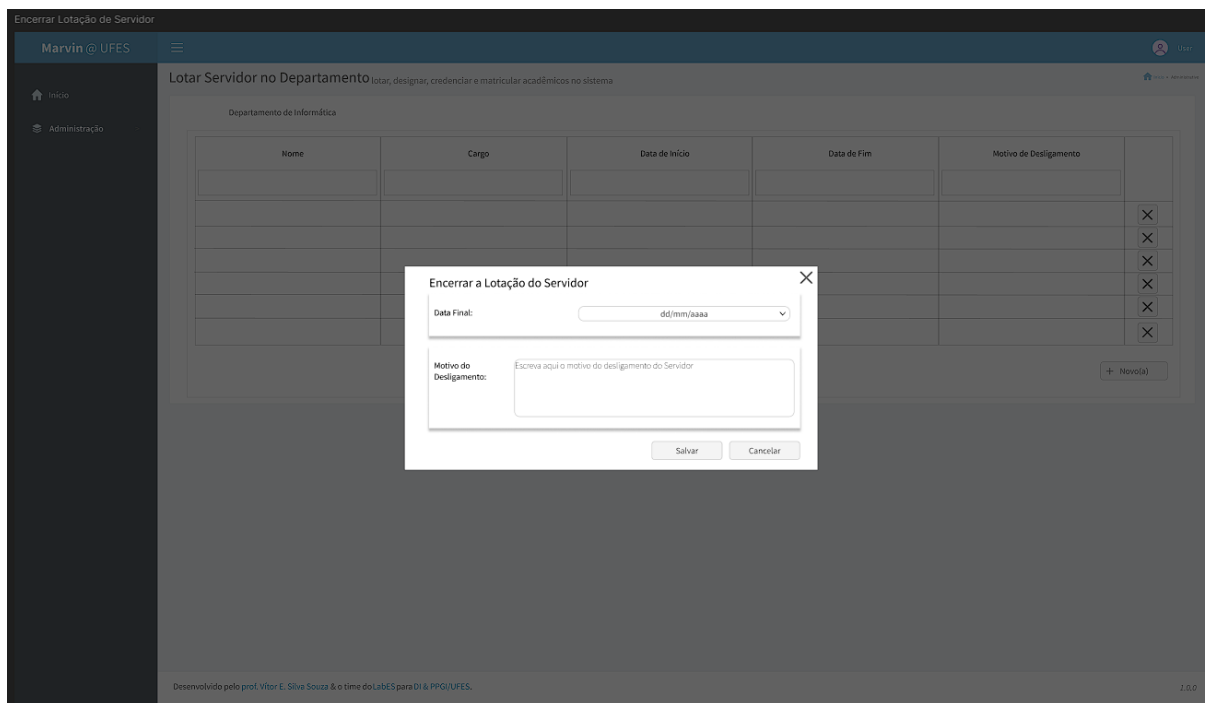 Encerrar Lotação de Servidor
Marvin @ UFES
User
Lotar Servidor no Departamento lotar, designar, credenciar e matricular acadêmicos no sistema
Início
Administração
Departamento de Informática
Nome Cargo Data de Início Data de Fim Motivo de Desligamento
Encerrar a Lotação do Servidor
Data Final: dd/mm/aaaa
Motivo do
Desligamento:
Escreva aqui o motivo do desligamento do Servidor
Salvar Cancelar
+ Novo(a)
Desenvolvido pelo prof. Vítor E. Silva Souza & o time do LabES para DI & PPGI/UFES.
1.0.0